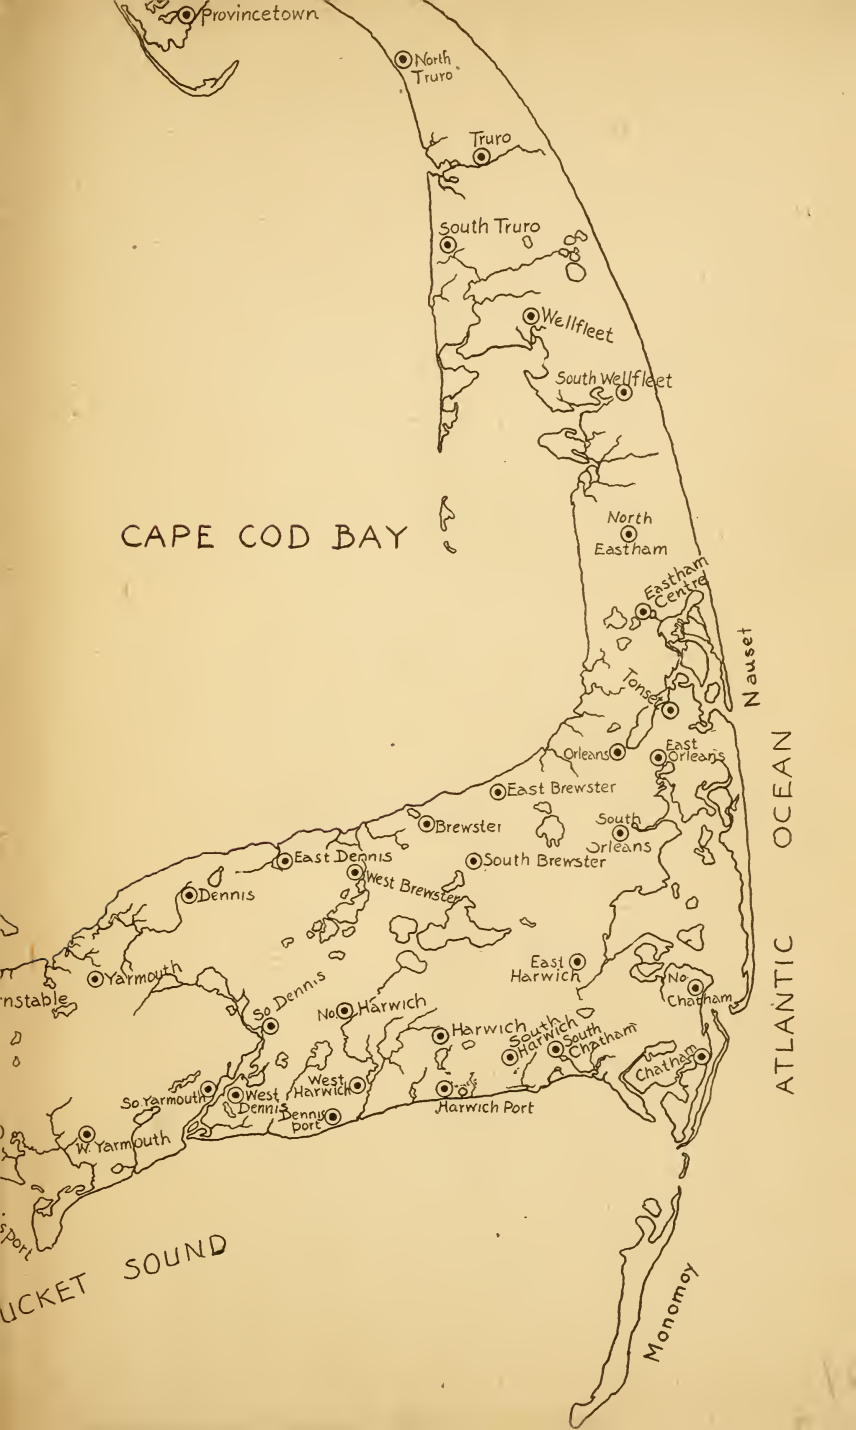 Provincetown
North
Truro
Truro
South Truro
Wellfleet
South Wellfleet
CAPE COD BAY
North
Eastham
Eastham
Centre
Nauset
Tonset
Orleans
East
Orleans
East Brewster
Brewster
South
Orleans
ATLANTIC OCEAN
East Dennis
South Brewster
West Brewster
Dennis
East
Harwich
Yarmouth
rnstable
No.
Chatham
So Dennis
No. Harwich
Harwich
South
Harwich
South
Chatham
Chatham
So. Yarmouth
West
Dennis
West
Harwich
Dennis
port
Harwich Port
W. Yarmouth
sport
UCKET SOUND
Monomoy